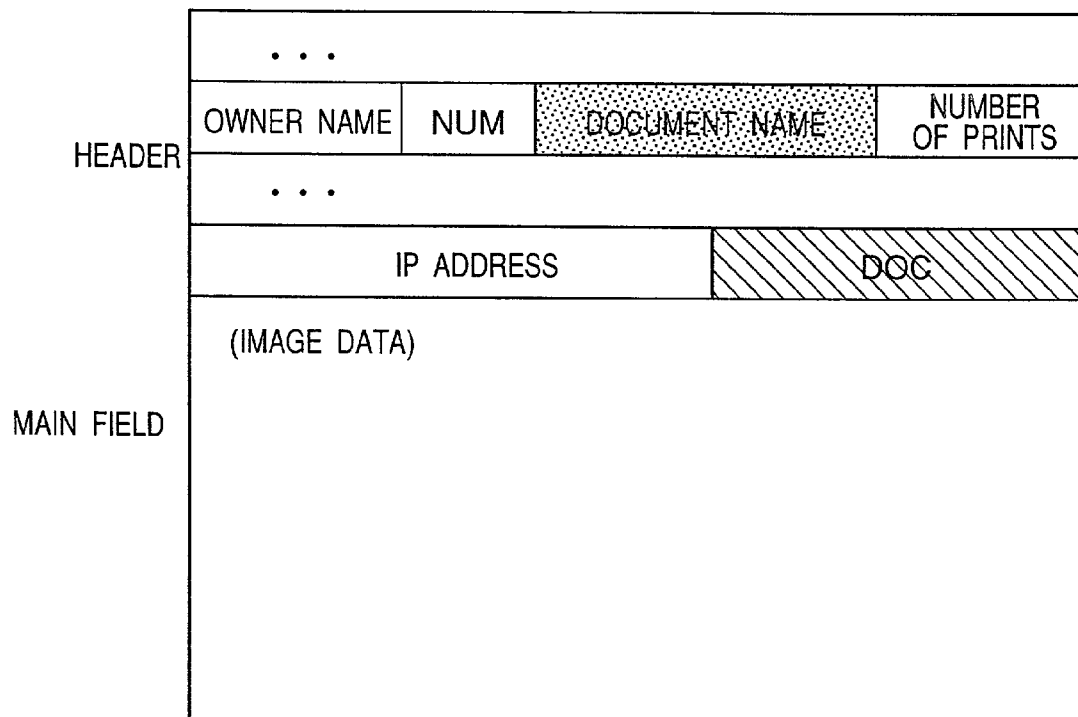 . . .
OWNER NAME NUM DOCUMENT NAME NUMBER OF PRINTS
HEADER
. . .
IP ADDRESS DOC
(IMAGE DATA)
MAIN FIELD